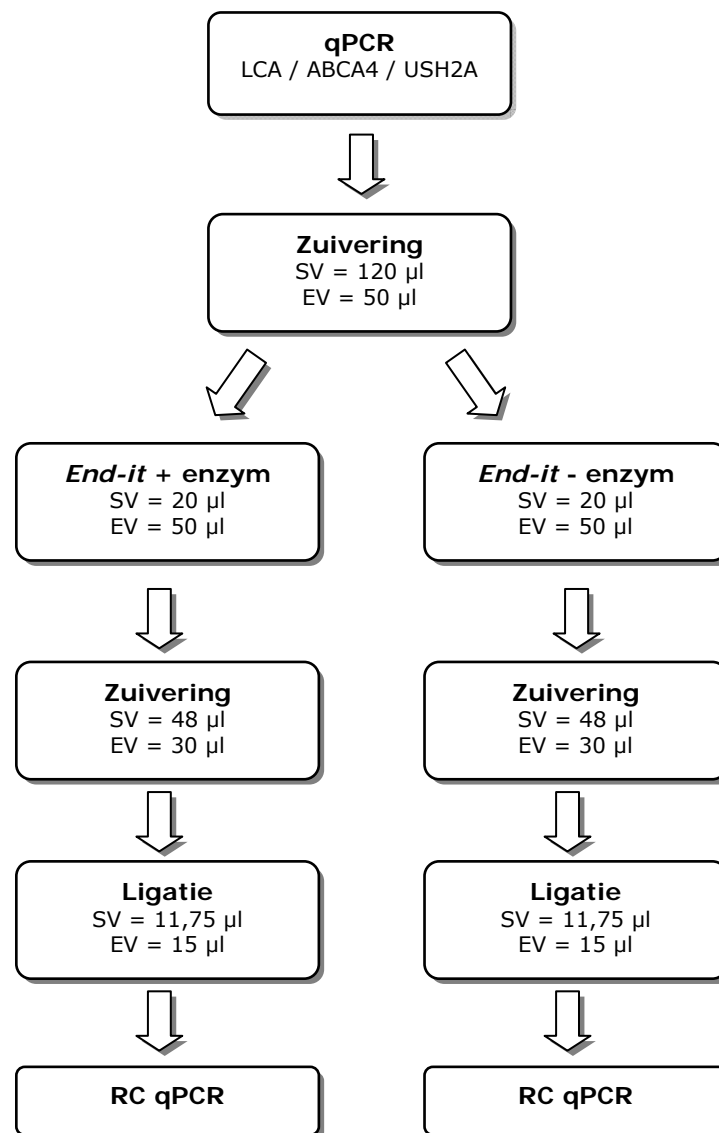 qPCR
LCA / ABCA4 / USH2A
Zuivering
SV = 120 µl
EV = 50 µl
End-it + enzym
SV = 20 µl
EV = 50 µl
End-it - enzym
SV = 20 µl
EV = 50 µl
Zuivering
SV = 48 µl
EV = 30 µl
Zuivering
SV = 48 µl
EV = 30 µl
Ligatie
SV = 11,75 µl
EV = 15 µl
Ligatie
SV = 11,75 µl
EV = 15 µl
RC qPCR
RC qPCR